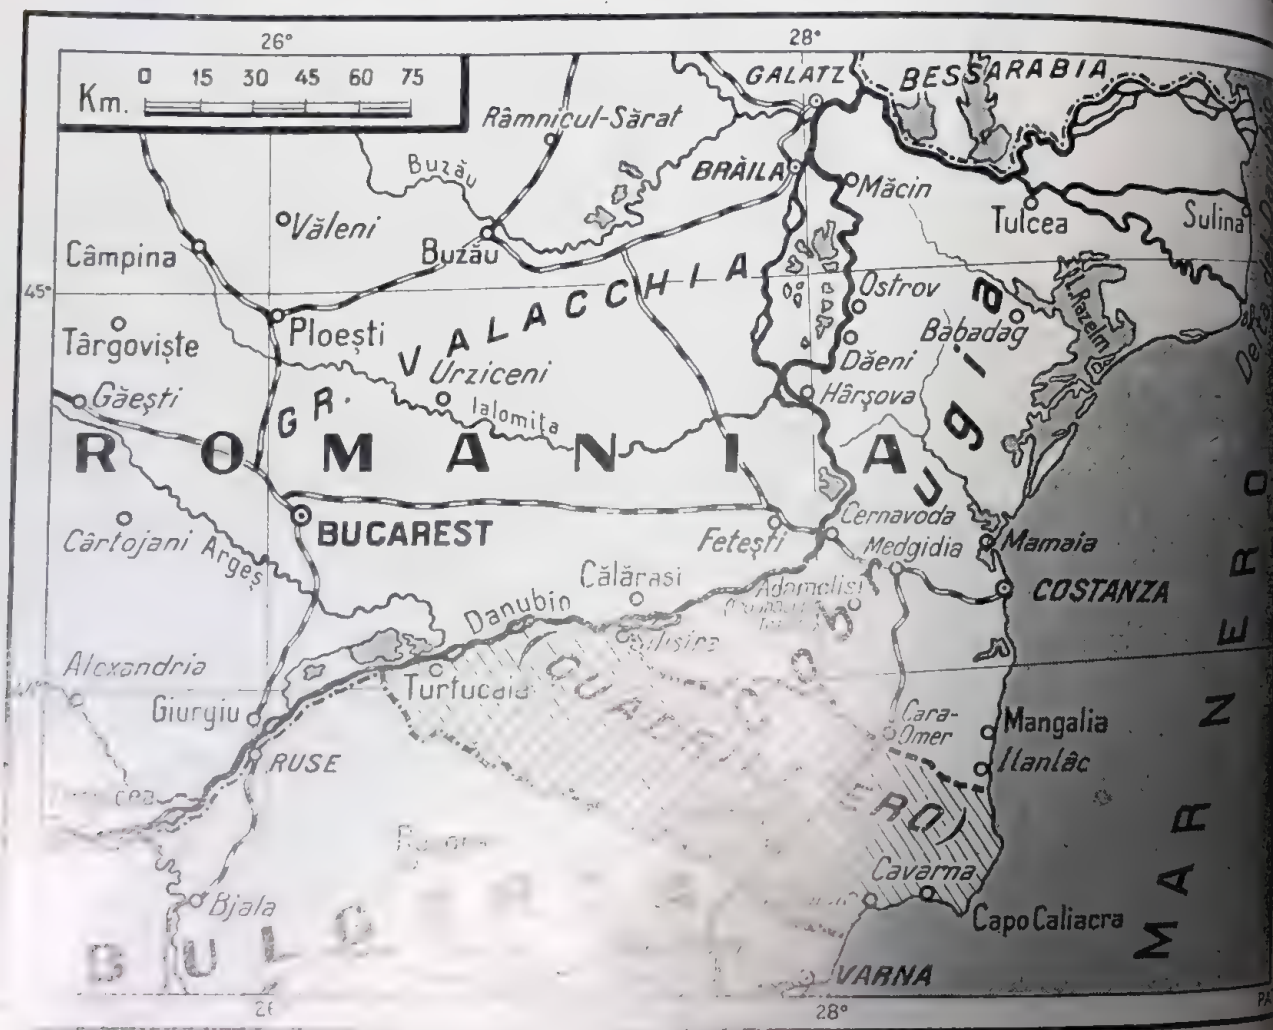 26°
28°
Km.
0 15 30 45 60 75
GALATZ
BESSARABIA
Râmnicul-Sărat
Buzău
BRĂILA
Măcin
Tulcea
Sulina
Văleni
Câmpina
Buzău
45°
Ploești
GR. VALACCHIA
Ostrov
Babadag
L. Razelm
Târgoviște
Urziceni
Dăeni
Găești
Ialomița
Hârșova
ROMANIA
BUCAREST
Cârtojani
Argeș
Fetești
Cernavoda
Medgidia
Mamaia
Călărasi
COSTANZA
Danubio
Adamclisi
Alexandria
Turtucaia
Giurgiu
Cara-Omer
Mangalia
Ilanlâc
RUSE
MAR NERO
Cavarna
Bjala
Capo Caliacra
VARNA
28°